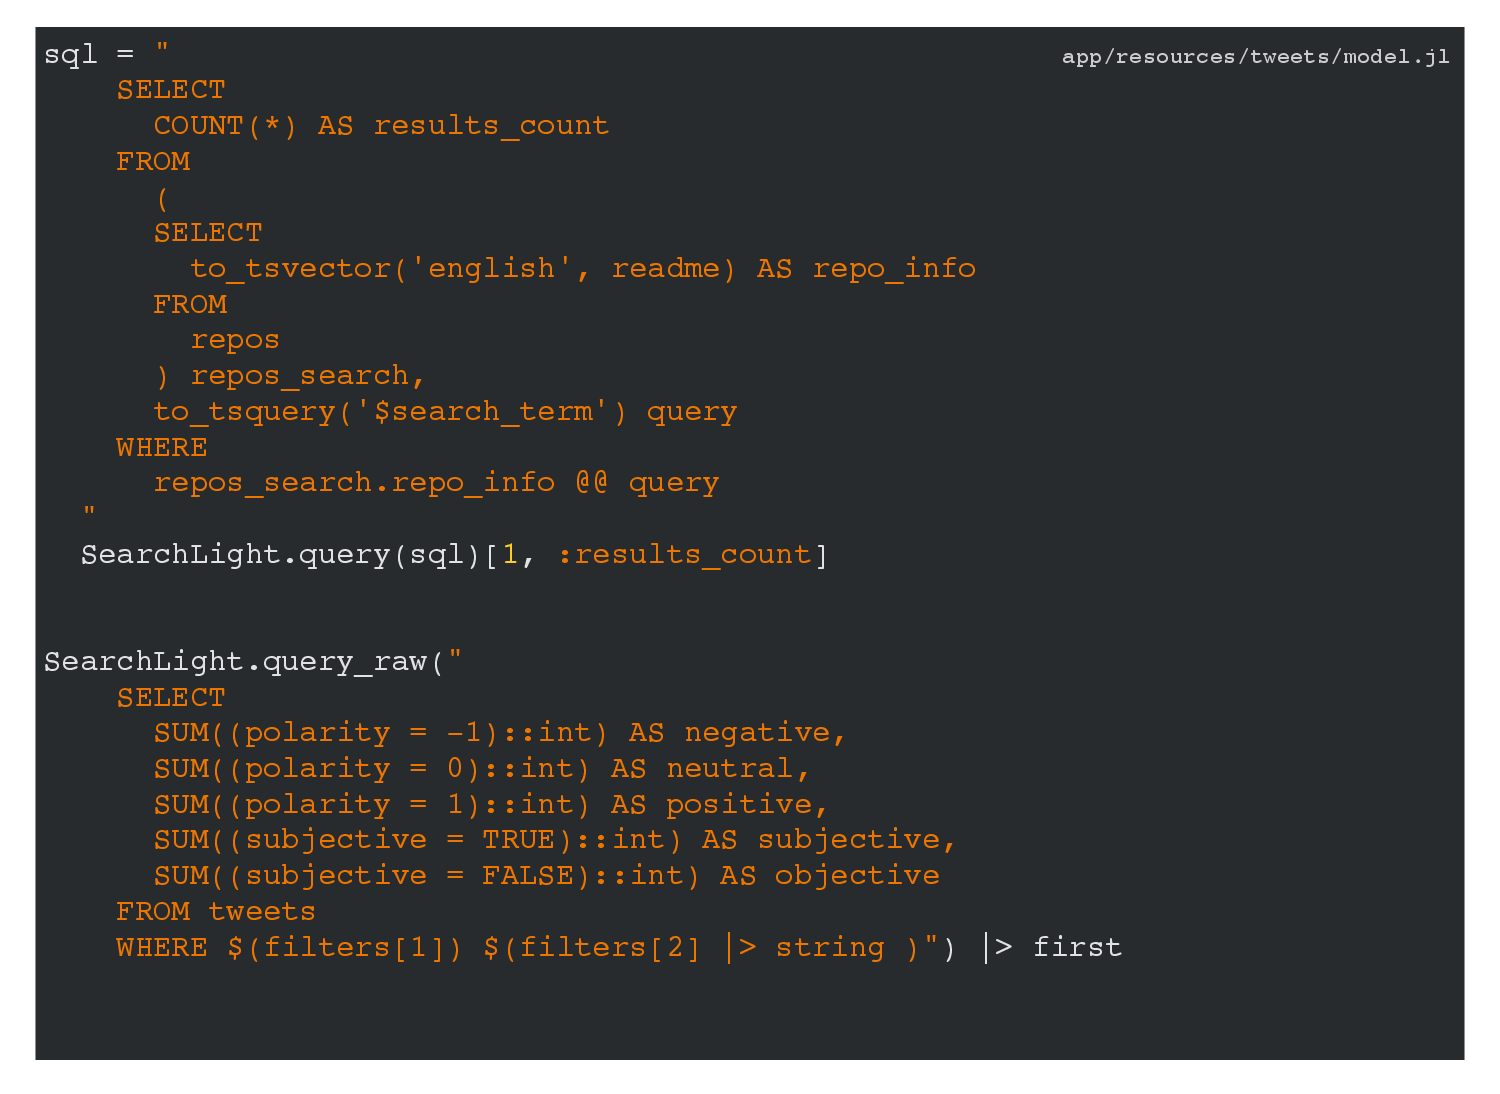 sql = "
app/resources/tweets/model.jl
    SELECT
      COUNT(*) AS results_count
    FROM
      (
      SELECT
        to_tsvector('english', readme) AS repo_info
      FROM
        repos
      ) repos_search,
      to_tsquery('$search_term') query
    WHERE
      repos_search.repo_info @@ query
  "
  SearchLight.query(sql)[1, :results_count]
SearchLight.query_raw("
    SELECT
      SUM((polarity = -1)::int) AS negative,
      SUM((polarity = 0)::int) AS neutral,
      SUM((polarity = 1)::int) AS positive,
      SUM((subjective = TRUE)::int) AS subjective,
      SUM((subjective = FALSE)::int) AS objective
    FROM tweets
    WHERE $(filters[1]) $(filters[2] |> string )") |> first